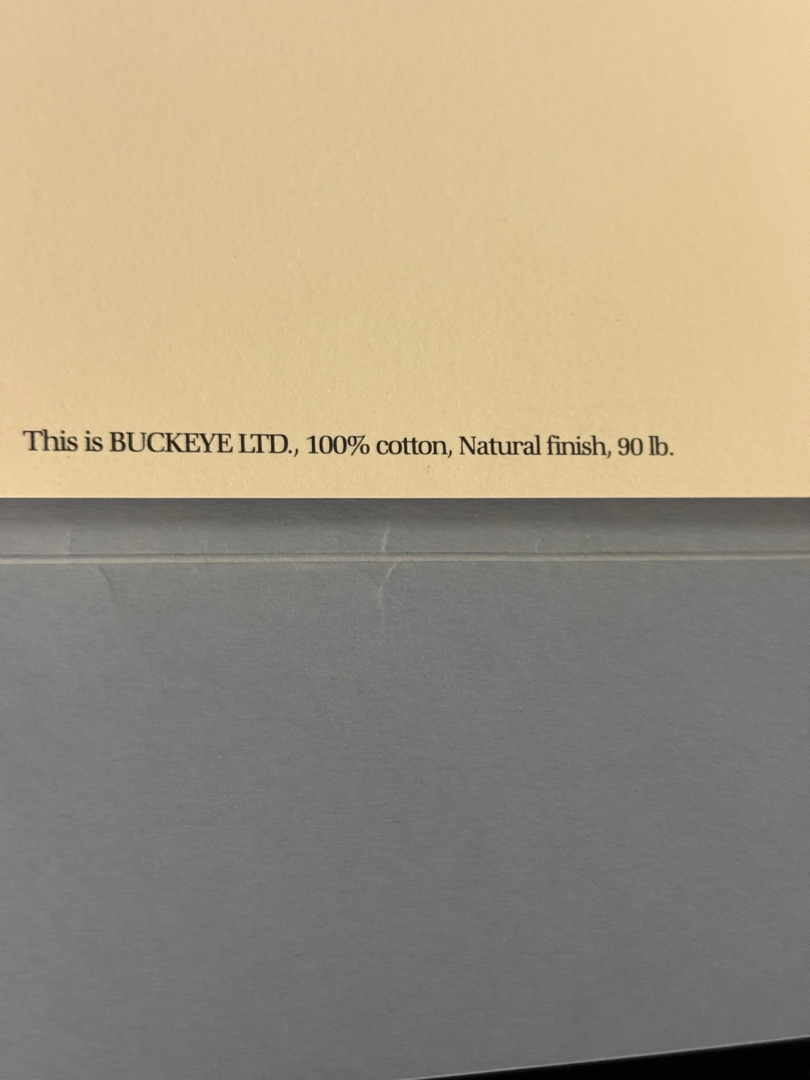 This is BUCKEYE LTD., 100% cotton, Natural finish, 90 lb.